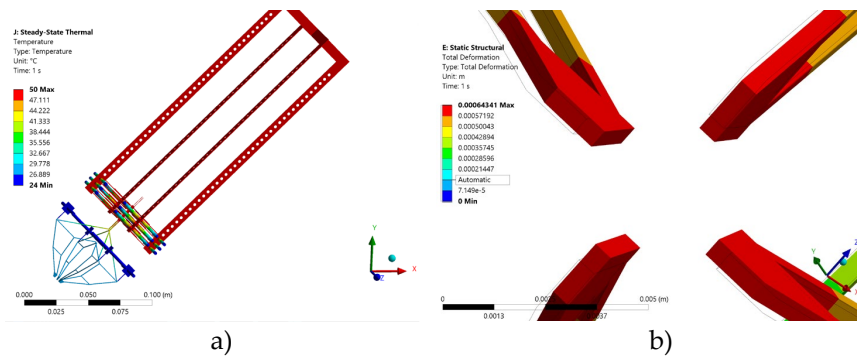 J: Steady-State Thermal
Temperature
Type: Temperature
Unit: °C
Time: 1 s
50 Max
47.111
44.222
41.333
38.444
35.556
32.667
29.778
26.889
24 Min
Y
X
Z
0.000
0.050
0.100 (m)
0.025
0.075
a)
E: Static Structural
Total Deformation
Type: Total Deformation
Unit: m
Time: 1 s
0.00064341 Max
0.00057192
0.00050043
0.00042894
0.00035745
0.00028596
0.00021447
Automatic
7.149e-5
0 Min
Z
Y
X
0
0.005 (m)
0.0013
b)